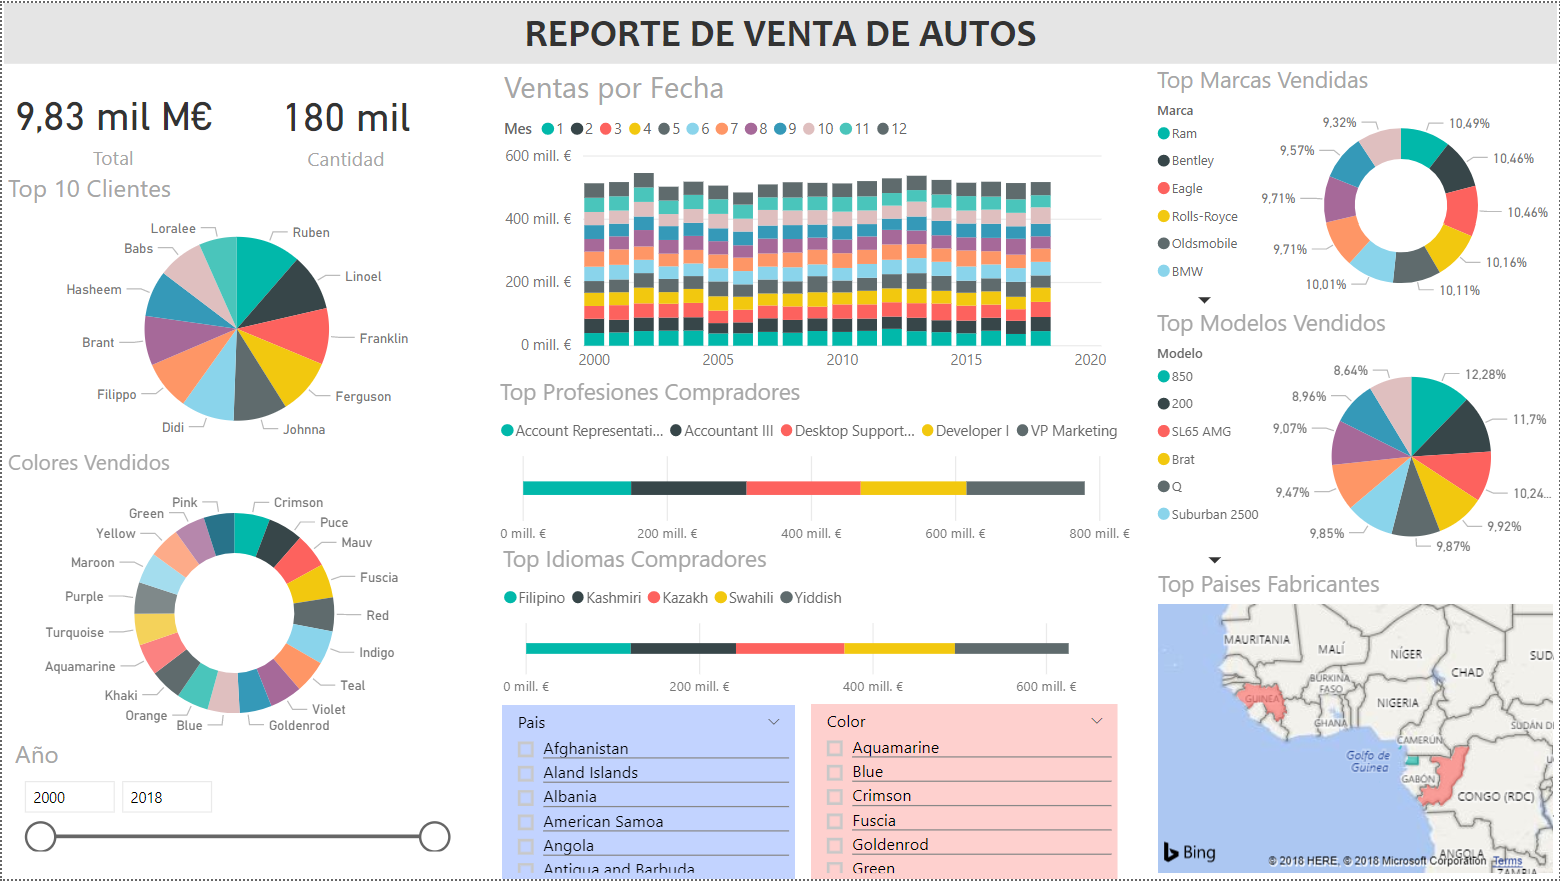 REPORTE DE VENTA DE AUTOS
9,83 mil M€
Total
180 mil
Cantidad
Top 10 Clientes
Loralee
Ruben
Babs
Linoel
Hasheem
Brant
Franklin
Filippo
Ferguson
Didi
Johnna
Colores Vendidos
Pink
Crimson
Green
Puce
Yellow
Mauv
Maroon
Fuscia
Purple
Red
Turquoise
Indigo
Aquamarine
Teal
Khaki
Violet
Orange
Blue
Goldenrod
Año
2000
2018
Ventas por Fecha
Mes 1 2 3 4 5 6 7 8 9 10 11 12
600 mill. €
400 mill. €
200 mill. €
0 mill. €
2000 2005 2010 2015 2020
Top Profesiones Compradores
Account Representati... Accountant III Desktop Support... Developer I VP Marketing
0 mill. € 200 mill. € 400 mill. € 600 mill. € 800 mill. €
Top Idiomas Compradores
Filipino Kashmiri Kazakh Swahili Yiddish
0 mill. € 200 mill. € 400 mill. € 600 mill. €
Pais
Afghanistan
Aland Islands
Albania
American Samoa
Angola
Antigua and Barbuda
Color
Aquamarine
Blue
Crimson
Fuscia
Goldenrod
Green
Top Marcas Vendidas
Marca
Ram
Bentley
Eagle
Rolls-Royce
Oldsmobile
BMW
9,32%
10,49%
9,57%
10,46%
9,71%
10,46%
9,71%
10,16%
10,01%
10,11%
Top Modelos Vendidos
Modelo
850
200
SL65 AMG
Brat
Q
Suburban 2500
8,64%
12,28%
8,96%
11,7%
9,07%
9,47%
10,24...
9,85%
9,92%
9,87%
Top Paises Fabricantes
MAURITANIA
MALÍ
NÍGER
SUD
CHAD
BURKINA
FASO
GUINEA
NIGERIA
GHANA
SUDÁN D
CAMERÚN
Golfo de
Guinea
GABÓN
CONGO (RDC)
ANGOLA
ZAMBIA
Bing
© 2018 HERE, © 2018 Microsoft Corporation Terms